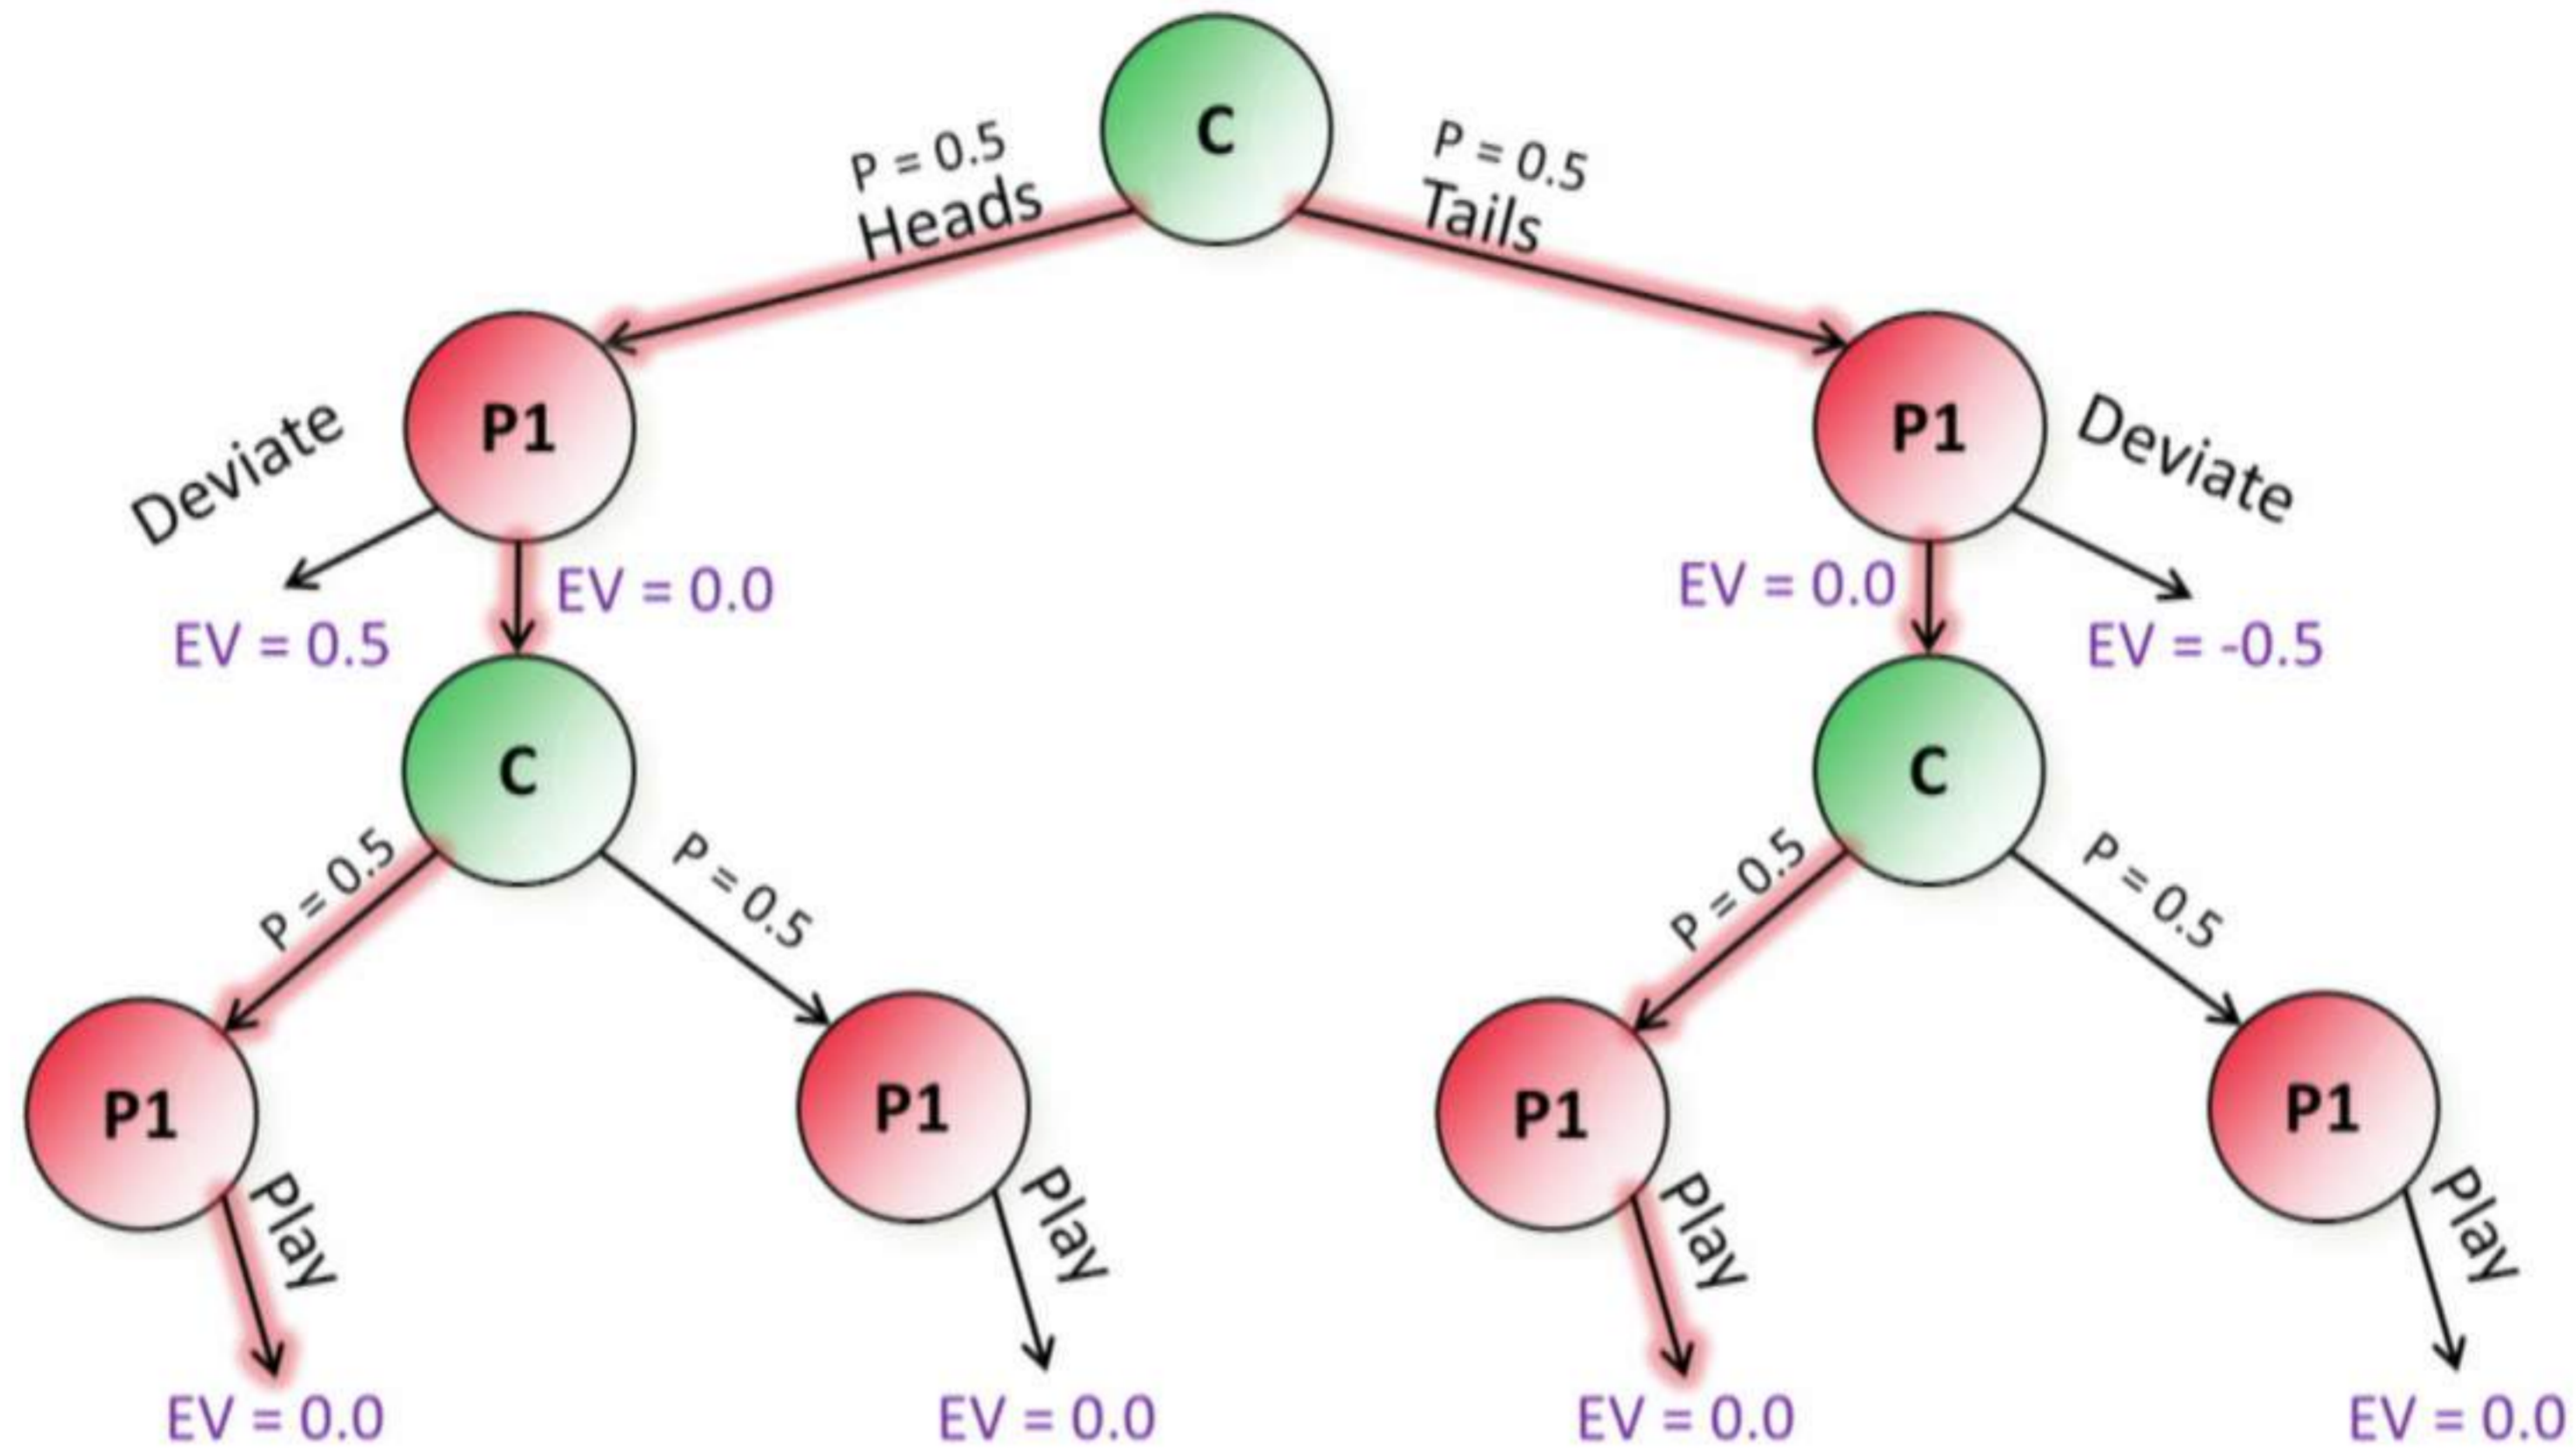 C
P = 0.5
Heads
P = 0.5
Tails
P1
P1
Deviate
Deviate
EV = 0.5
EV = 0.0
EV = 0.0
EV = -0.5
C
C
P = 0.5
P = 0.5
P = 0.5
P = 0.5
P1
P1
P1
P1
Play
Play
Play
Play
EV = 0.0
EV = 0.0
EV = 0.0
EV = 0.0